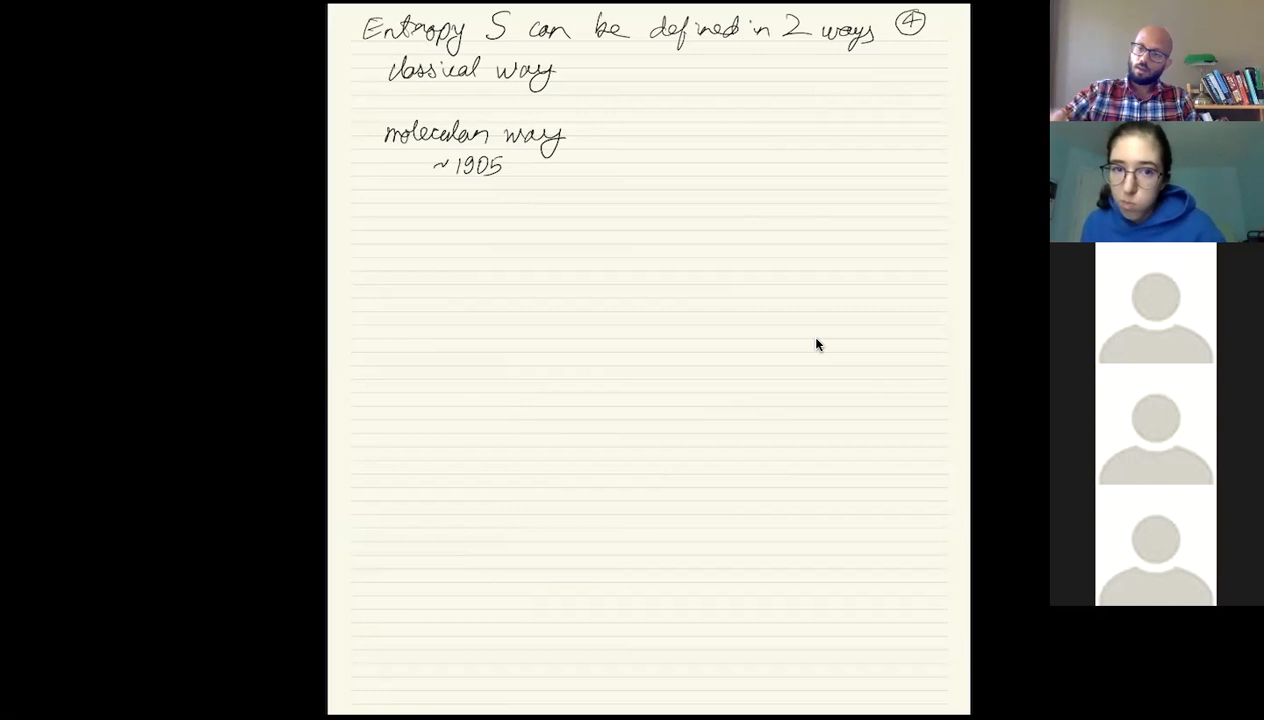 Entropy S can be defined in 2 ways ④
classical way
molecular way
~1905